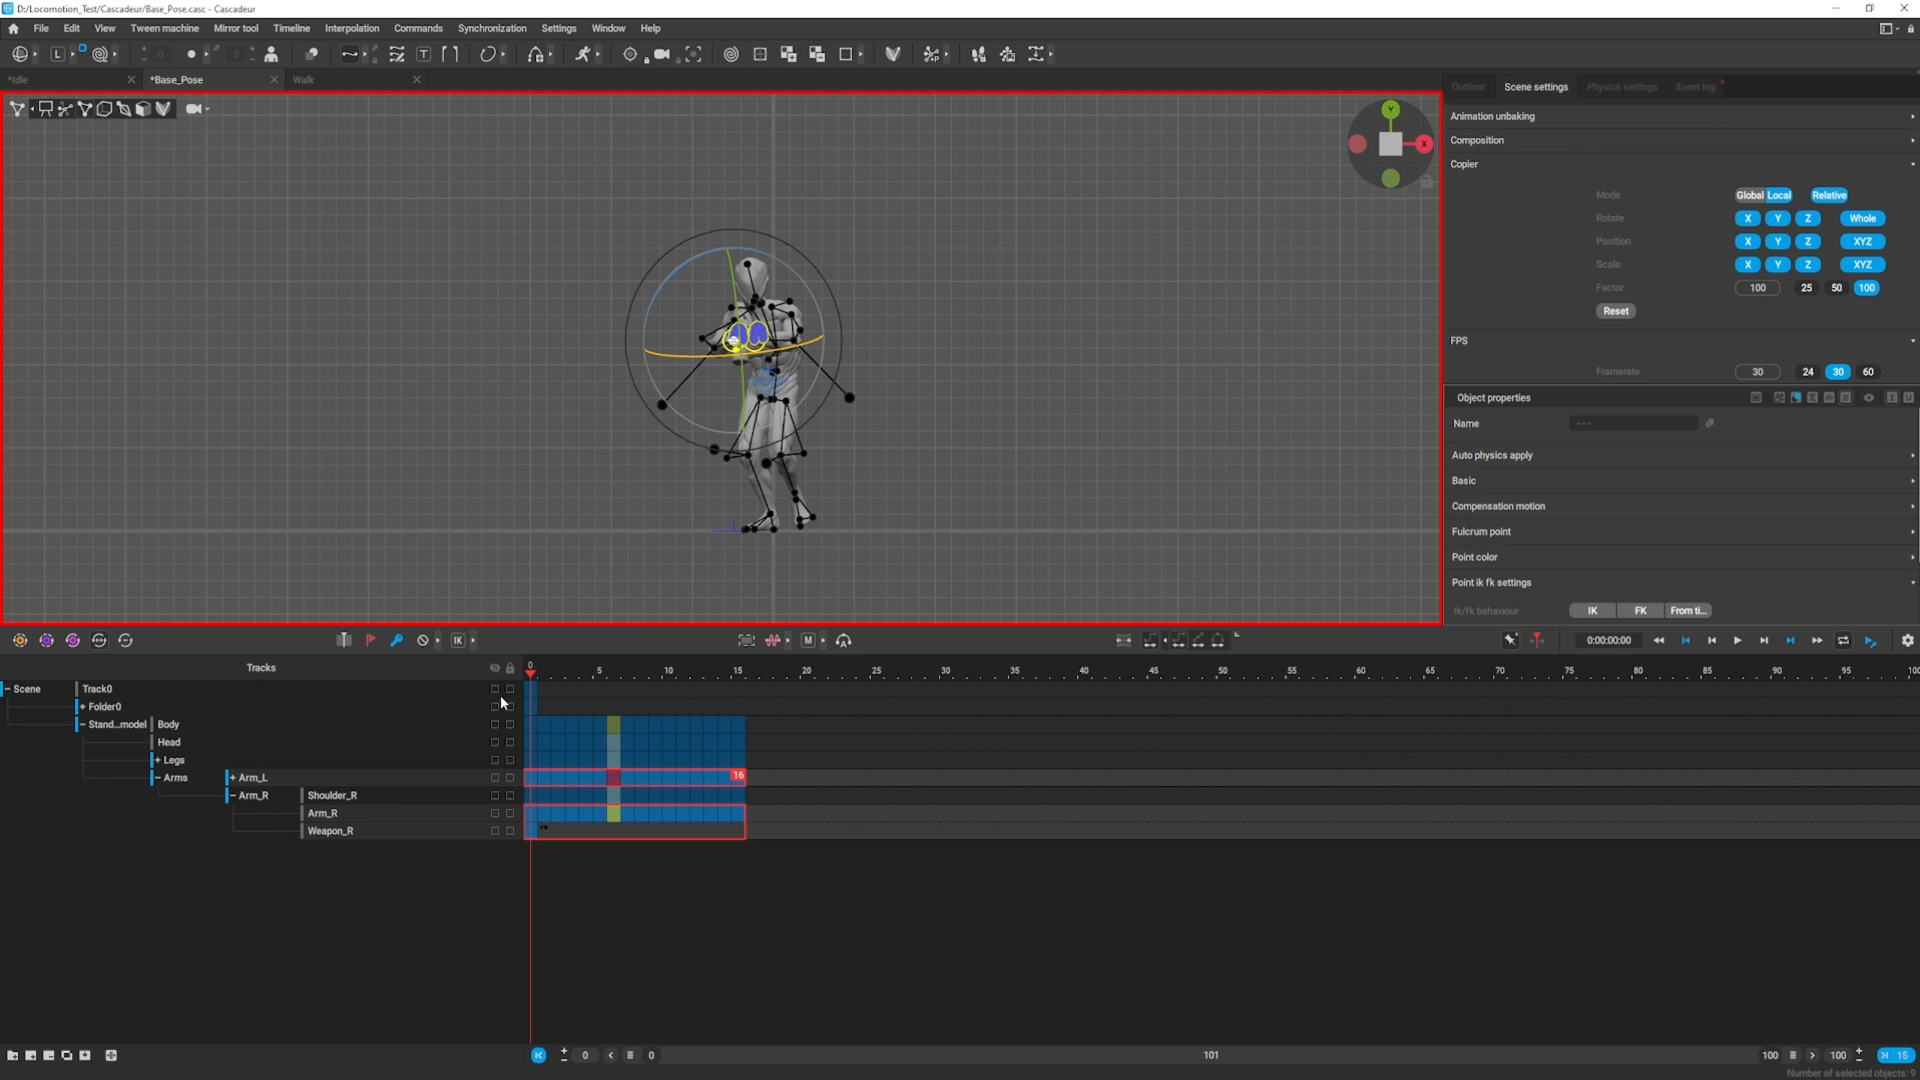 D:/Locomotion_Test/Cascadeur/Base_Pose.casc - Cascadeur
File Edit View Tween machine Mirror tool Timeline Interpolation Commands Synchronization Settings Window Help
*Idle *Base_Pose Walk
Outliner Scene settings Physics settings Event log
Animation unbaking
Composition
Copier
Mode Global Local Relative
Rotate X Y Z Whole
Position X Y Z XYZ
Scale X Y Z XYZ
Factor 100 25 50 100
Reset
FPS
Framerate 30 24 30 60
Object properties
Name ---
Auto physics apply
Basic
Compensation motion
Fulcrum point
Point color
Point ik fk settings
Ik/fk behaviour IK FK From ti...
Y
X
IK M 0:00:00:00
Tracks 0 5 10 15 20 25 30 35 40 45 50 55 60 65 70 75 80 85 90 95 100
- Scene Track0
+ Folder0
- Stand...model Body
Head
+ Legs
- Arms + Arm_L 16
- Arm_R Shoulder_R
Arm_R
Weapon_R
0 0 101 100 100 15
Number of selected objects: 9